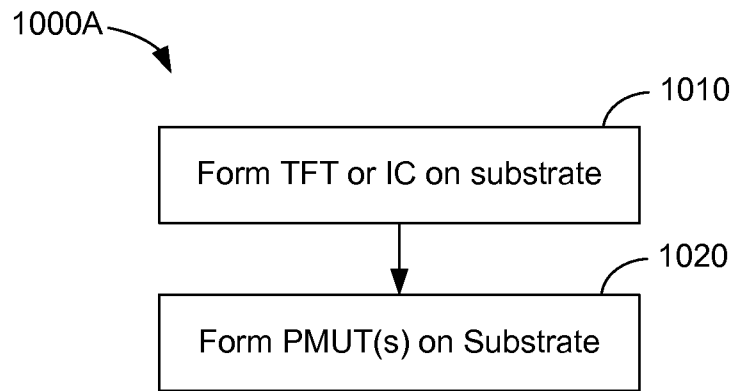 1000A
1010
Form TFT or IC on substrate
1020
Form PMUT(s) on Substrate